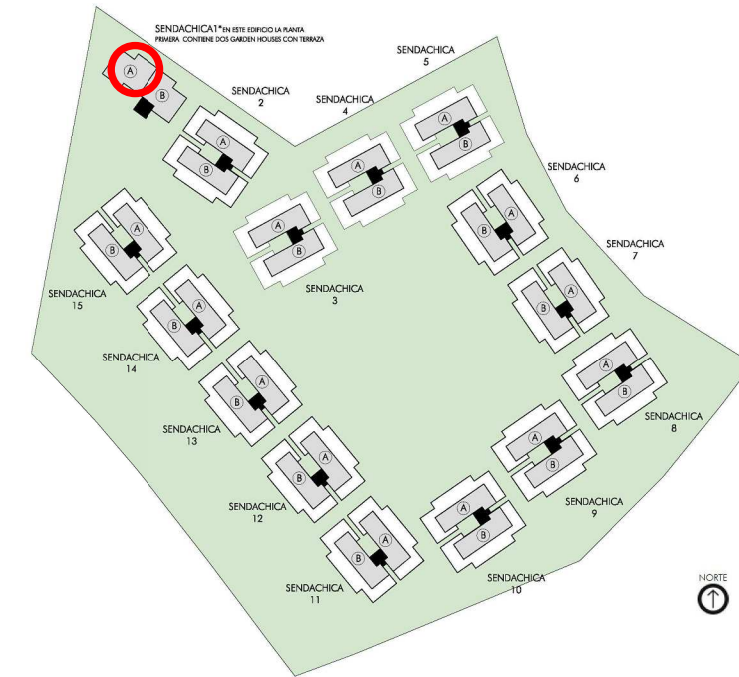 SENDACHICA1*EN ESTE EDIFICIO LA PLANTA
PRIMERA CONTIENE DOS GARDEN HOUSES CON TERRAZA
A
B
SENDACHICA
2
A
B
SENDACHICA
3
A
B
SENDACHICA
4
A
B
SENDACHICA
5
A
B
SENDACHICA
6
A
B
SENDACHICA
7
A
B
SENDACHICA
8
A
B
SENDACHICA
9
A
B
SENDACHICA
10
A
B
SENDACHICA
11
A
B
SENDACHICA
12
A
B
SENDACHICA
13
A
B
SENDACHICA
14
A
B
SENDACHICA
15
A
B
NORTE